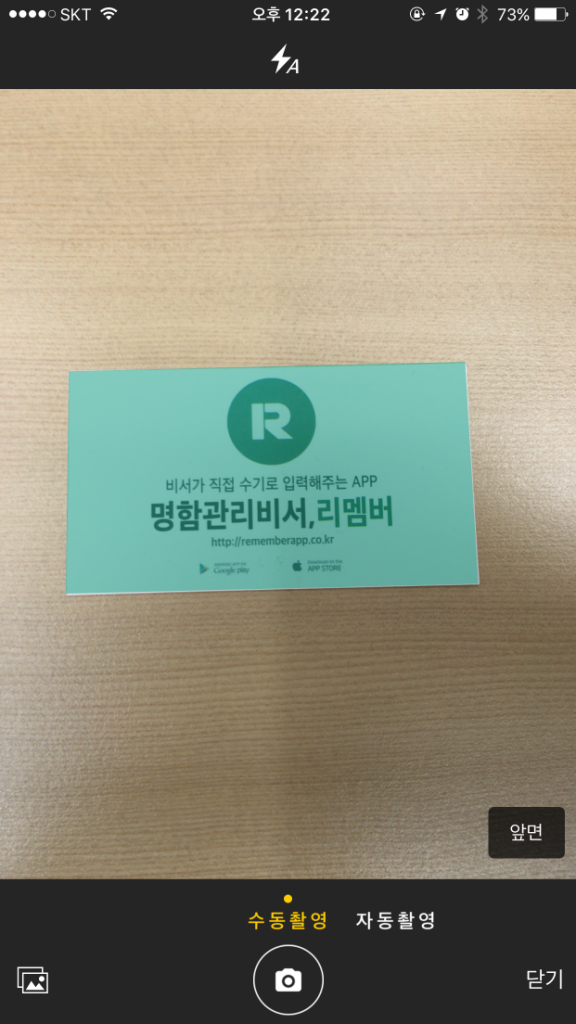 SKT 오후 12:22 73%
A
R
비서가 직접 수기로 입력해주는 APP
명함관리비서,리멤버
http://rememberapp.co.kr
Google play
APP STORE
앞면
수동촬영 자동촬영
닫기